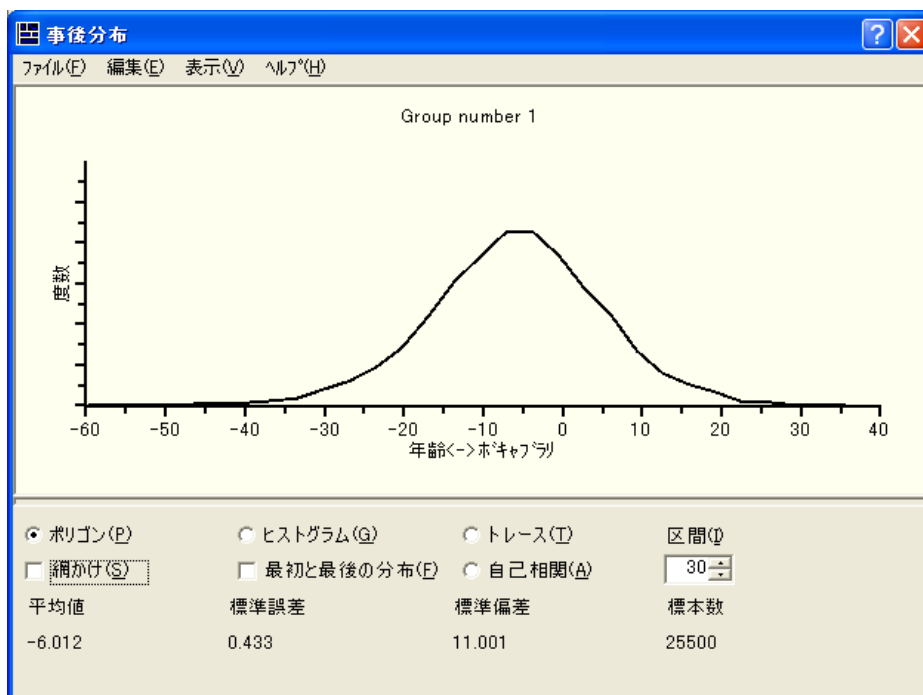 事後分布
ﾌｧｲﾙ(F) 編集(E) 表示(V) ﾍﾙﾌﾟ(H)
Group number 1
度数
-60 -50 -40 -30 -20 -10 0 10 20 30 40
年齢<->ﾎﾞｷｬﾌﾞﾗﾘ
ポリゴン(P) ヒストグラム(G) トレース(T) 区間(I)
網かけ(S) 最初と最後の分布(F) 自己相関(A) 30
平均値 標準誤差 標準偏差 標本数
-6.012 0.433 11.001 25500